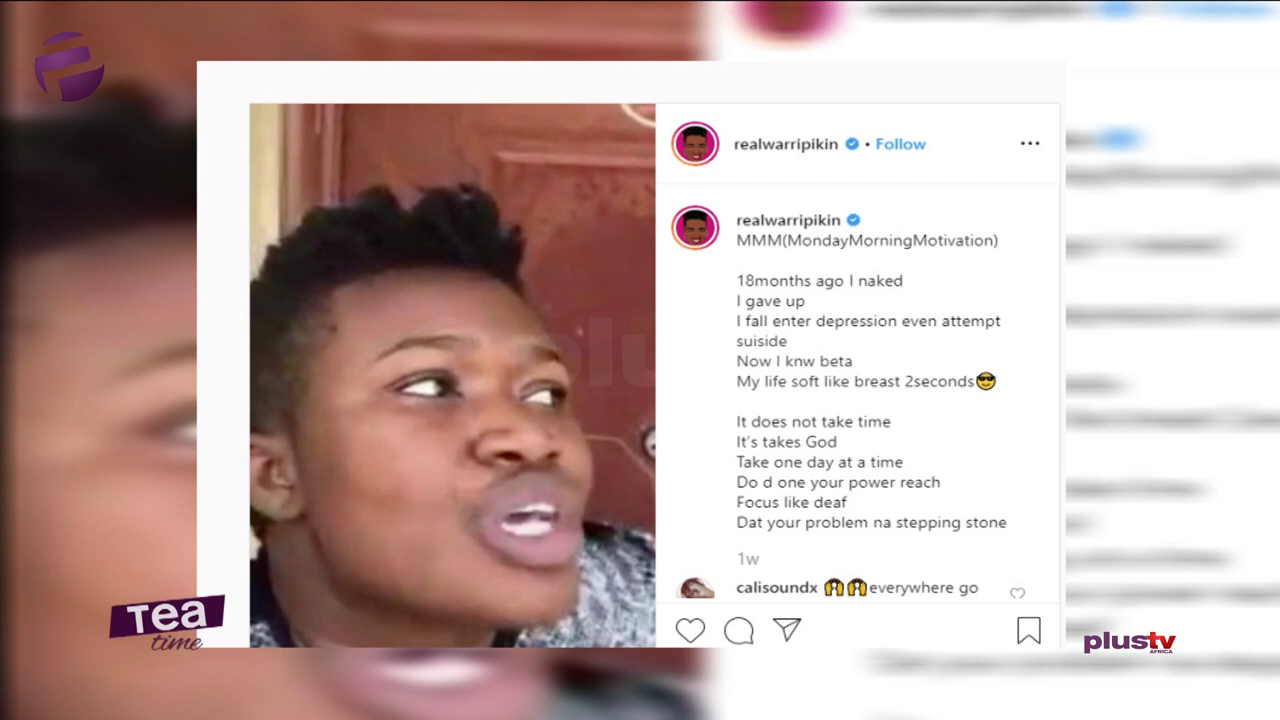 realwarripikin • Follow
realwarripikin
MMM(MondayMorningMotivation)
18months ago I naked
I gave up
I fall enter depression even attempt
suiside
Now I knw beta
My life soft like breast 2seconds😎
It does not take time
It's takes God
Take one day at a time
Do d one your power reach
Focus like deaf
Dat your problem na stepping stone
1w
calisoundx 🙌🙌everywhere go
plus
Tea
time
plustv
AFRICA